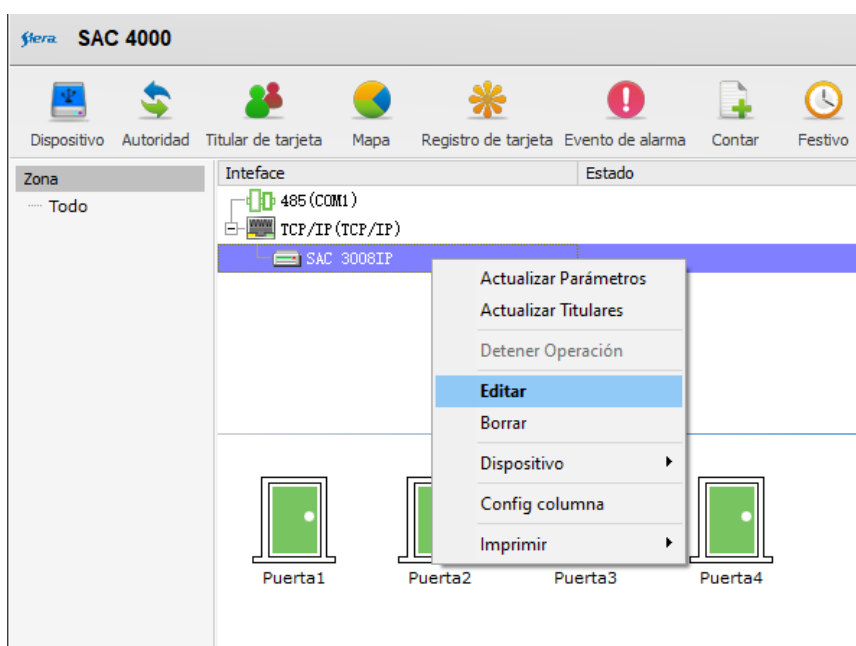 sfera SAC 4000
Dispositivo Autoridad Titular de tarjeta Mapa Registro de tarjeta Evento de alarma Contar Festivo
Zona
Todo
Inteface Estado
485(COM1)
TCP/IP(TCP/IP)
SAC 3008IP
Actualizar Parámetros
Actualizar Titulares
Detener Operación
Editar
Borrar
Dispositivo
Config columna
Imprimir
Puerta1 Puerta2 Puerta3 Puerta4